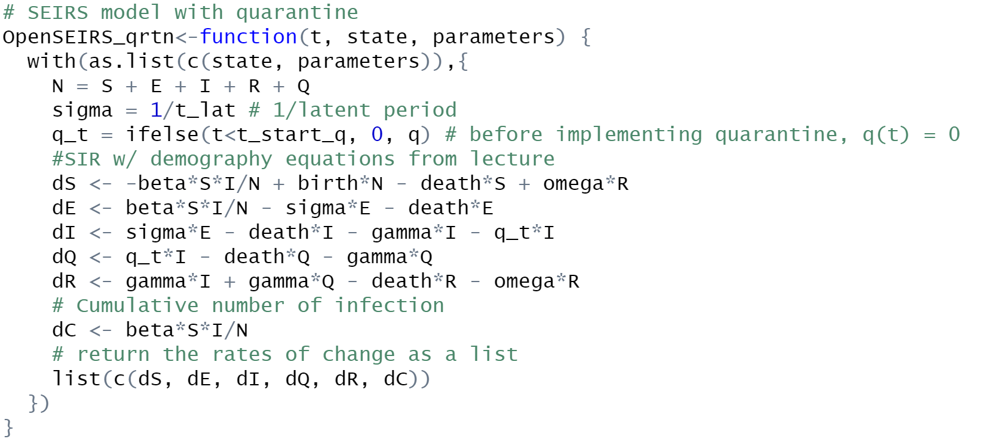 # SEIRS model with quarantine
OpenSEIRS_qrtn<-function(t, state, parameters) {
  with(as.list(c(state, parameters)),{
    N = S + E + I + R + Q
    sigma = 1/t_lat # 1/latent period
    q_t = ifelse(t<t_start_q, 0, q) # before implementing quarantine, q(t) = 0
    #SIR w/ demography equations from lecture
    dS <- -beta*S*I/N + birth*N - death*S + omega*R
    dE <- beta*S*I/N - sigma*E - death*E
    dI <- sigma*E - death*I - gamma*I - q_t*I
    dQ <- q_t*I - death*Q - gamma*Q
    dR <- gamma*I + gamma*Q - death*R - omega*R
    # Cumulative number of infection
    dC <- beta*S*I/N
    # return the rates of change as a list
    list(c(dS, dE, dI, dQ, dR, dC))
  })
}